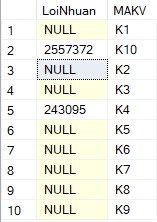 LoiNhuan MAKV
1 NULL K1
2 2557372 K10
3 NULL K2
4 NULL K3
5 243095 K4
6 NULL K5
7 NULL K6
8 NULL K7
9 NULL K8
10 NULL K9